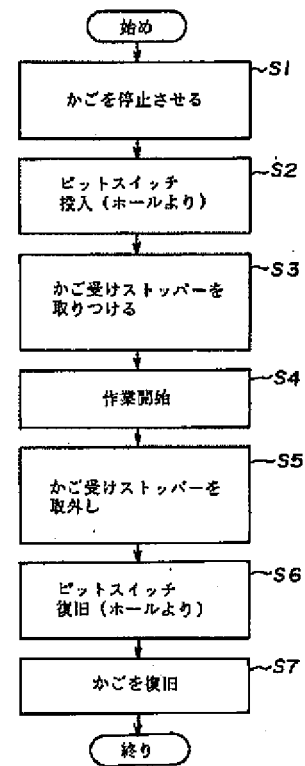 始め
S1
かごを停止させる
S2
ピットスイッチ
投入（ホールより）
S3
かご受けストッパーを
取りつける
S4
作業開始
S5
かご受けストッパーを
取外し
S6
ピットスイッチ
復旧（ホールより）
S7
かごを復旧
終り